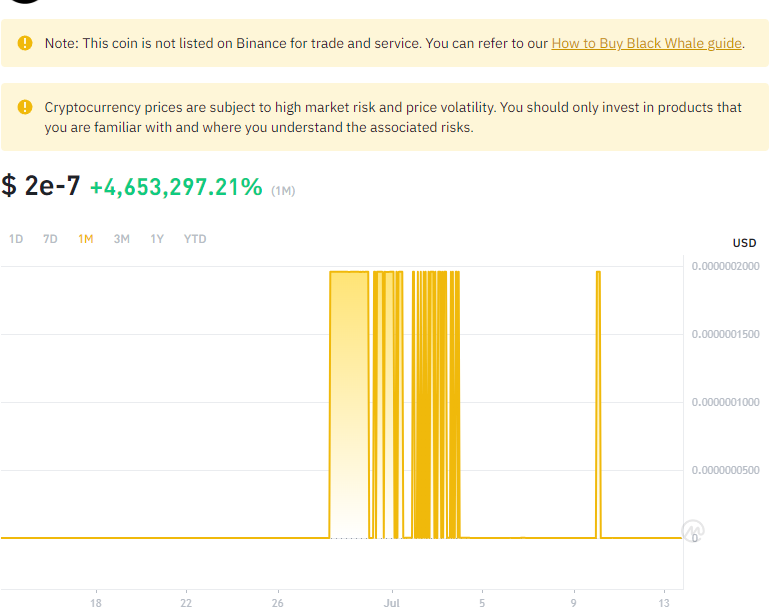 Note: This coin is not listed on Binance for trade and service. You can refer to our How to Buy Black Whale guide.
Cryptocurrency prices are subject to high market risk and price volatility. You should only invest in products that
you are familiar with and where you understand the associated risks.
$ 2e-7 +4,653,297.21% (1M)
1D 7D 1M 3M 1Y YTD
USD
0.0000002000
0.0000001500
0.0000001000
0.0000000500
0
18 22 26 Jul 5 9 13